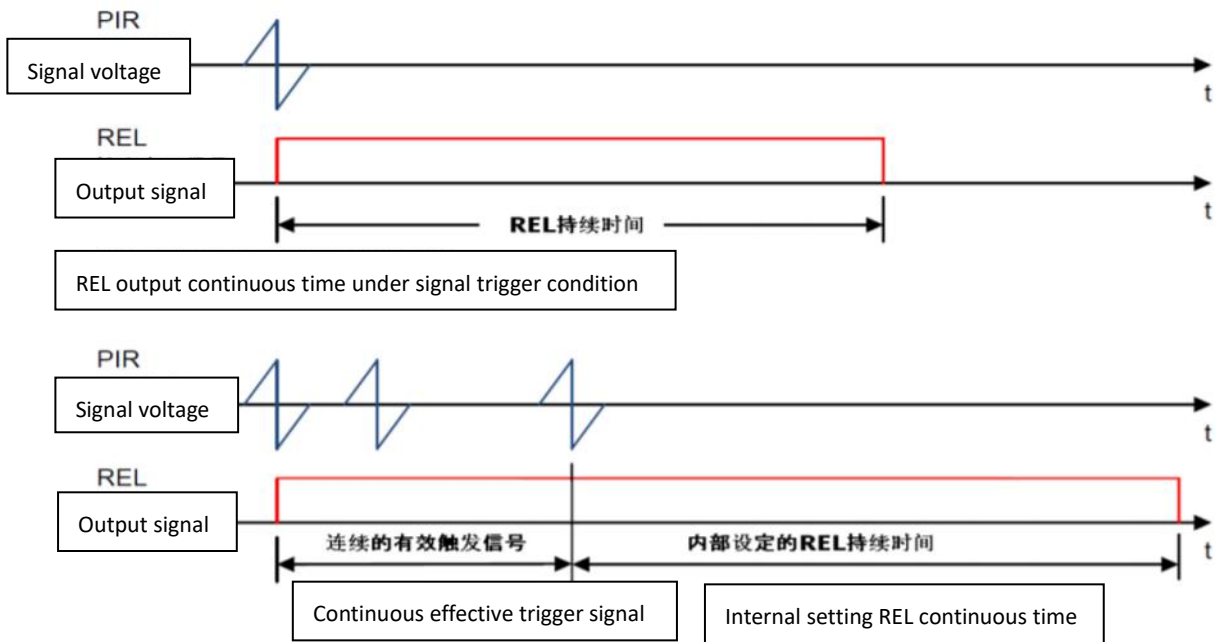 PIR
Signal voltage
t
REL
Output signal
t
REL持续时间
REL output continuous time under signal trigger condition
PIR
Signal voltage
t
REL
Output signal
t
连续的有效触发信号
内部设定的REL持续时间
Continuous effective trigger signal
Internal setting REL continuous time